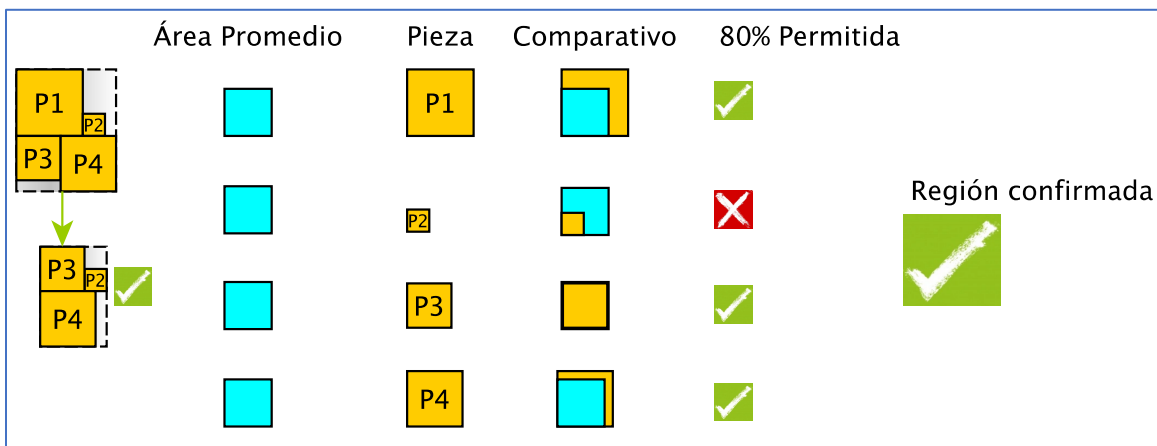 Área Promedio Pieza Comparativo 80% Permitida
P1
P2
P3 P4
P1
P2
Región confirmada
P3 P2
P4
P3
P4